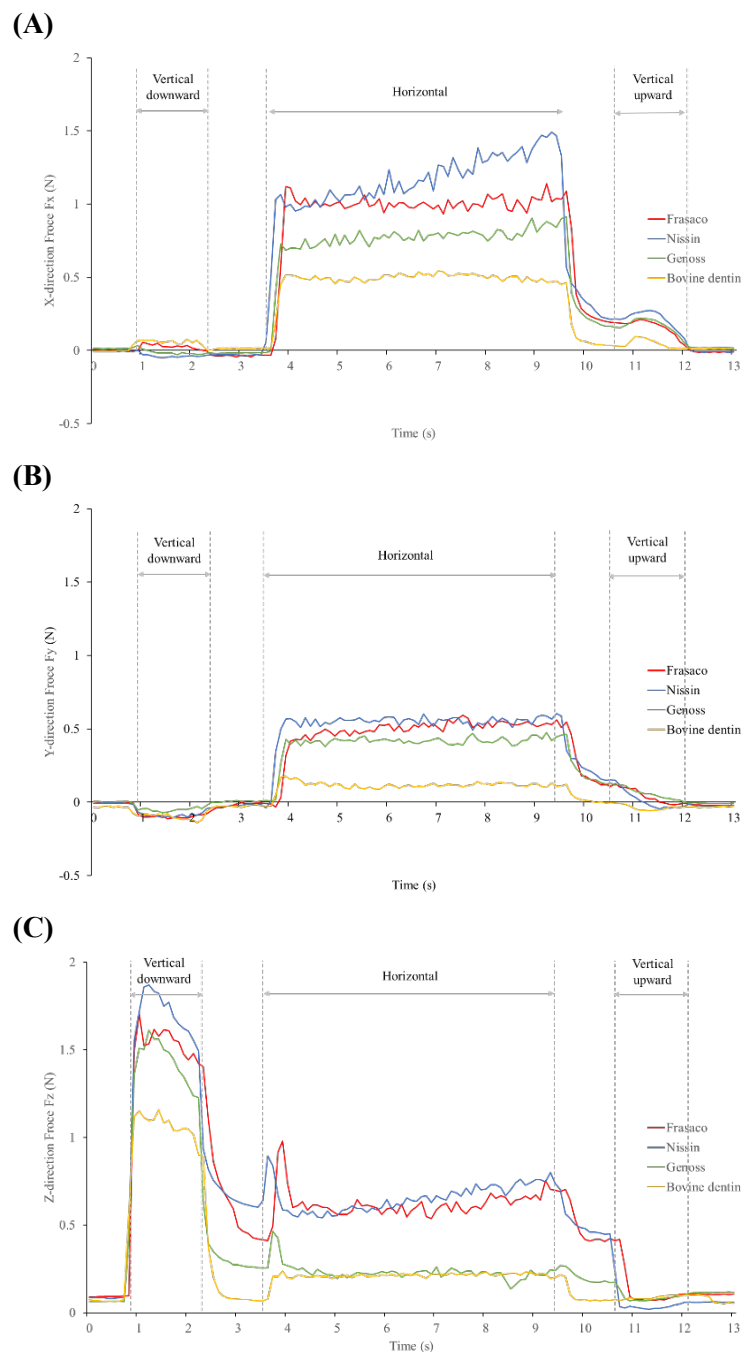 (A)
2
Vertical
downward
Horizontal
Vertical
upward
1.5
1
0.5
0
-0.5
X-direction Frocc Fx (N)
Frasaco
Nissin
Genoss
Bovine dentin
0 1 2 3 4 5 6 7 8 9 10 11 12 13
Time (s)
(B)
2
Vertical
downward
Horizontal
Vertical
upward
1.5
1
0.5
0
-0.5
Y-direction Frocc Fy (N)
Frasaco
Nissin
Genoss
Bovine dentin
0 1 2 3 4 5 6 7 8 9 10 11 12 13
Time (s)
(C)
2
Vertical
downward
Horizontal
Vertical
upward
1.5
1
0.5
0
Z-direction Frocc Fz (N)
Frasaco
Nissin
Genoss
Bovine dentin
0 1 2 3 4 5 6 7 8 9 10 11 12 13
Time (s)